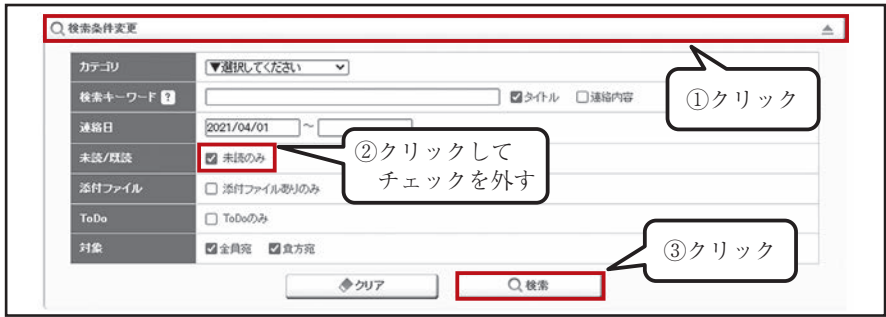 検索条件変更
カテゴリ ▼選択してください
検索キーワード ? ☑タイトル ☐連絡内容
①クリック
連絡日 2021/04/01 ～
未読/既読 ☑ 未読のみ
②クリックして
チェックを外す
添付ファイル ☐ 添付ファイルありのみ
ToDo ☐ ToDoのみ
対象 ☑全員宛 ☑貴方宛
③クリック
クリア 検索